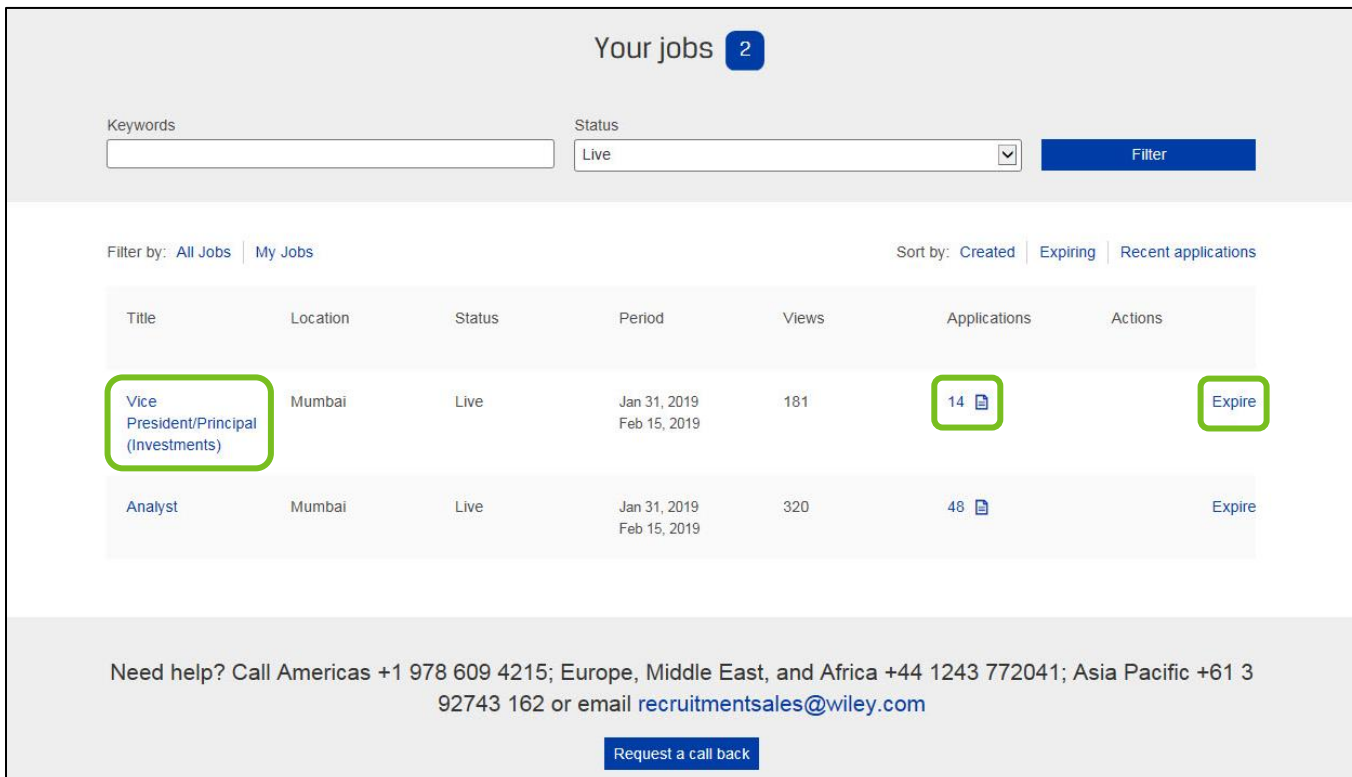 Your jobs 2
Keywords
Status
Live
Filter
Filter by: All Jobs My Jobs
Sort by: Created Expiring Recent applications
Title Location Status Period Views Applications Actions
Vice Mumbai Live Jan 31, 2019 181 14 Expire
President/Principal Feb 15, 2019
(Investments)
Analyst Mumbai Live Jan 31, 2019 320 48 Expire
Feb 15, 2019
Need help? Call Americas +1 978 609 4215; Europe, Middle East, and Africa +44 1243 772041; Asia Pacific +61 3
92743 162 or email recruitmentsales@wiley.com
Request a call back